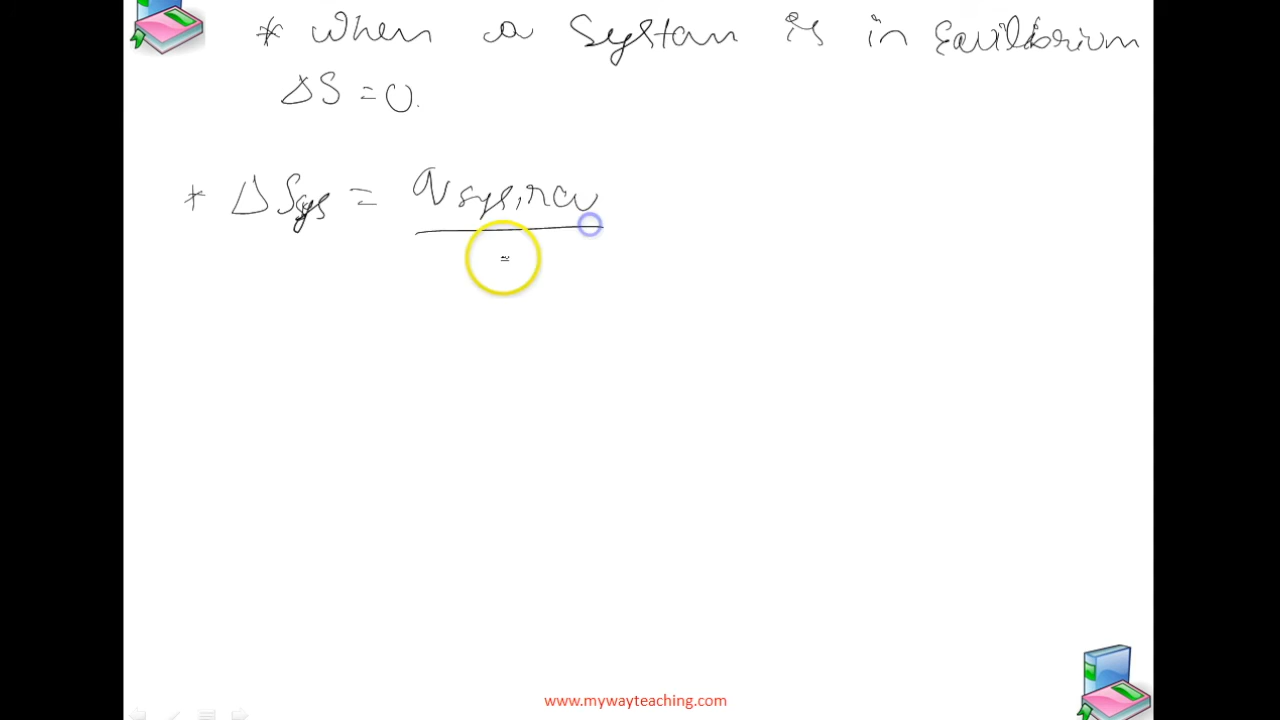 * When a System is in Equilibrium
ΔS = 0.
* ΔSsys = qsys,rev
www.mywayteaching.com